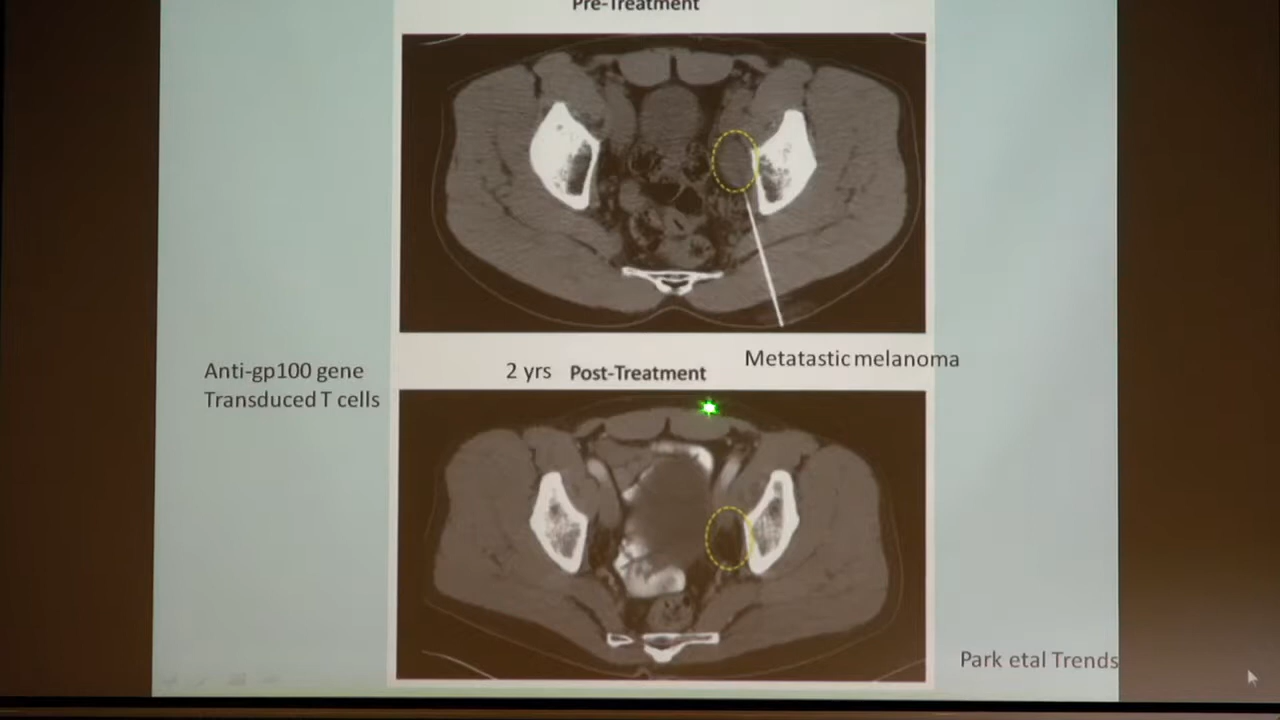 Pre-Treatment
Metatastic melanoma
Anti-gp100 gene
Transduced T cells
2 yrs Post-Treatment
Park etal Trends